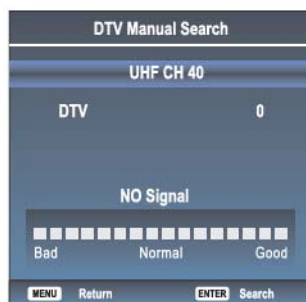 DTV Manual Search
UHF CH 40
DTV 0
NO Signal
Bad Normal Good
MENU Return ENTER Search